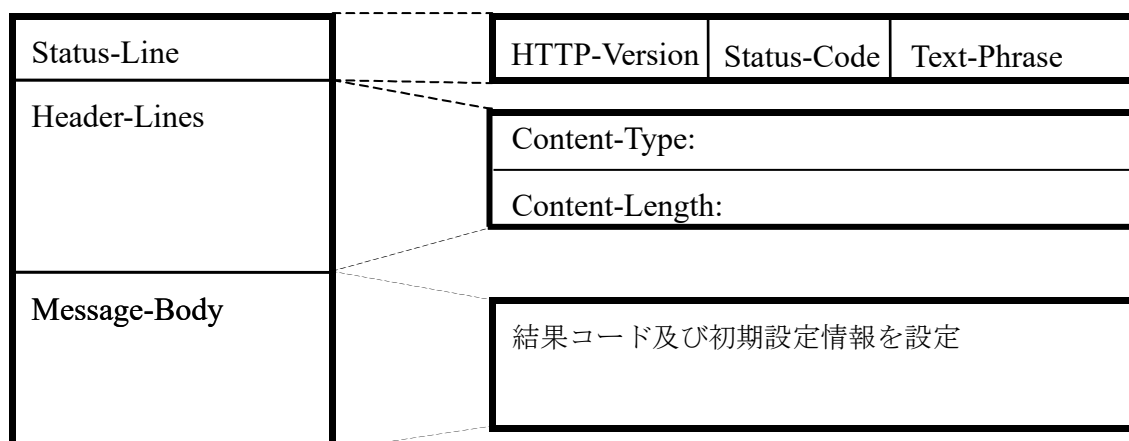 Status-Line
HTTP-Version Status-Code Text-Phrase
Header-Lines
Content-Type:
Content-Length:
Message-Body
結果コード及び初期設定情報を設定